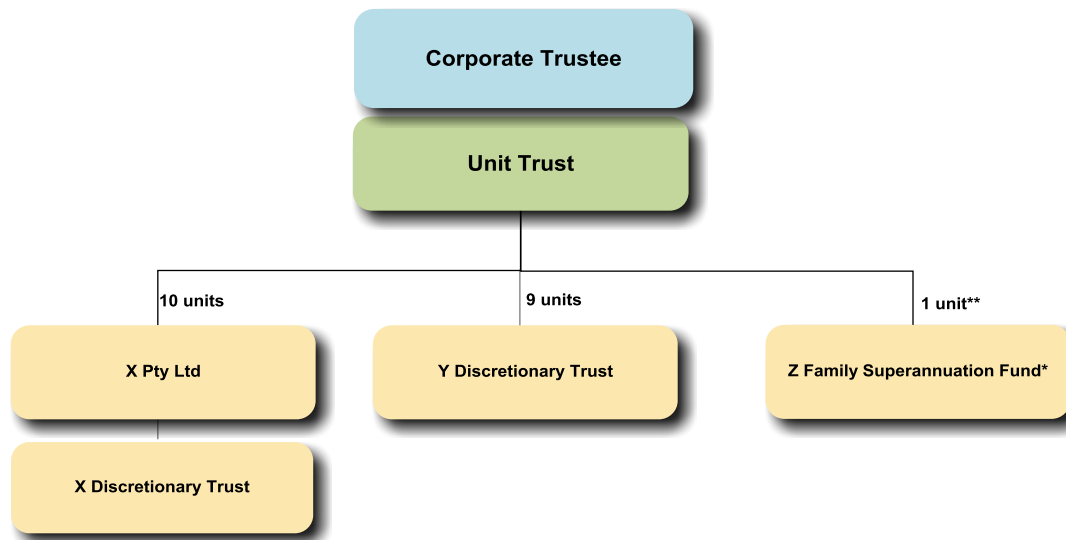 Corporate Trustee
Unit Trust
10 units
9 units
1 unit**
X Pty Ltd
Y Discretionary Trust
Z Family Superannuation Fund*
X Discretionary Trust